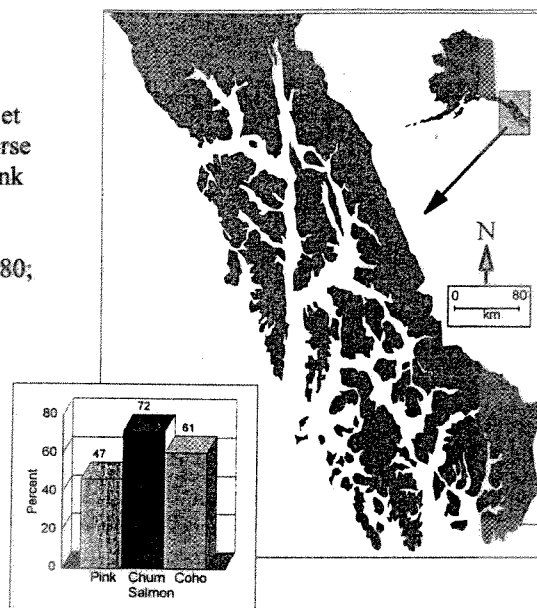 et
rse
nk
80;
N
0 80
km
80
60
40
20
0
Percent
47
72
61
Pink Chum Coho
Salmon